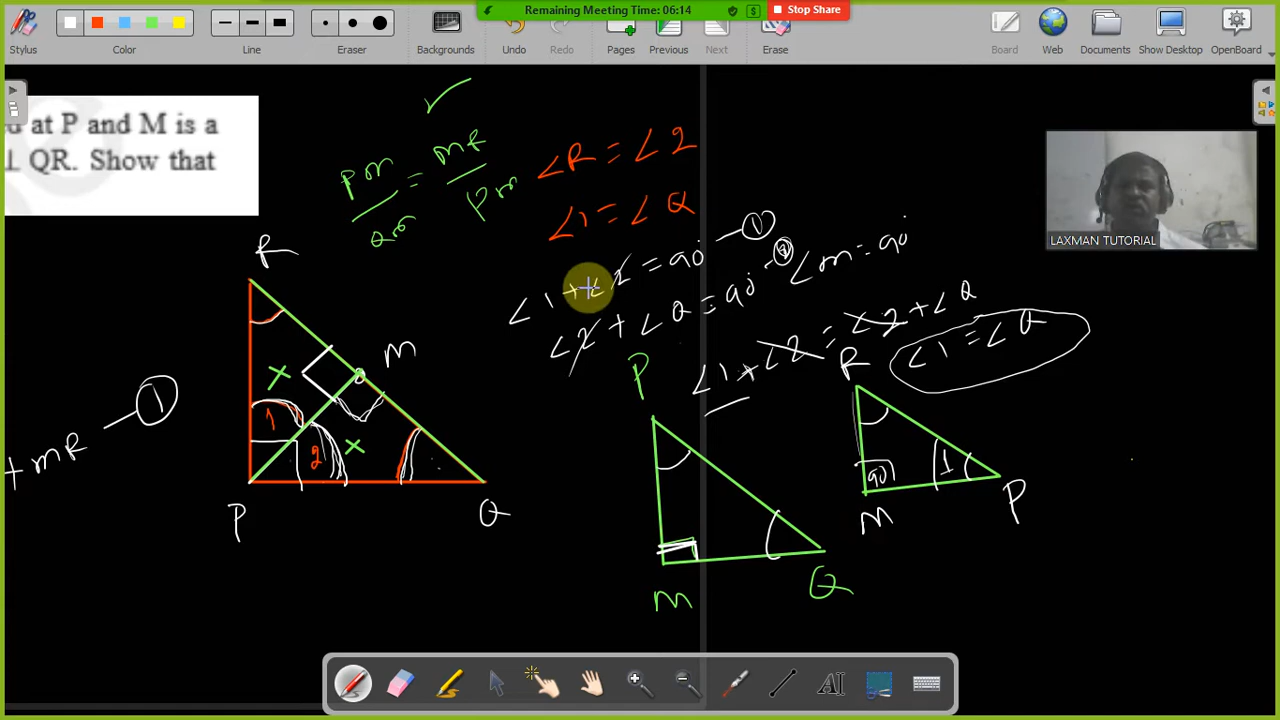 Remaining Meeting Time: 06:14
Stop Share
Stylus
Color
Line
Eraser
Backgrounds
Undo
Redo
Pages
Previous
Next
Erase
Board
Web
Documents
Show Desktop
OpenBoard
at P and M is a
QR. Show that
PM/QM = MR/PM
∠R = ∠2
∠1 = ∠Q
∠1 + ∠2 = 90° — ①
∠2 + ∠Q = 90° — ②
∠M = 90°
∠1 + ∠2 = ∠2 + ∠Q
∠1 = ∠Q
LAXMAN TUTORIAL
R
M
1
2
P
Q
+ MR — ①
P
M
Q
R
90
1
M
P